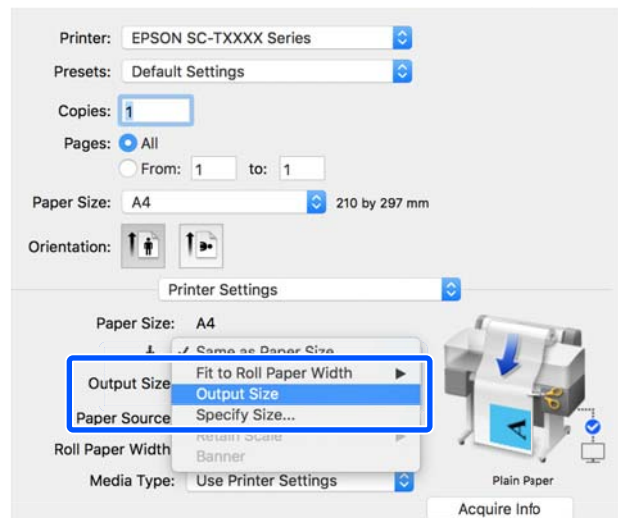 Printer: EPSON SC-TXXXX Series
Presets: Default Settings
Copies: 1
Pages: All
From: 1 to: 1
Paper Size: A4 210 by 297 mm
Orientation:
Printer Settings
Paper Size: A4
✓ Same as Paper Size
Output Size Fit to Roll Paper Width ▶
Output Size
Paper Source Specify Size...
Retain Scale ▶
Roll Paper Width Banner
Media Type: Use Printer Settings
Plain Paper
Acquire Info